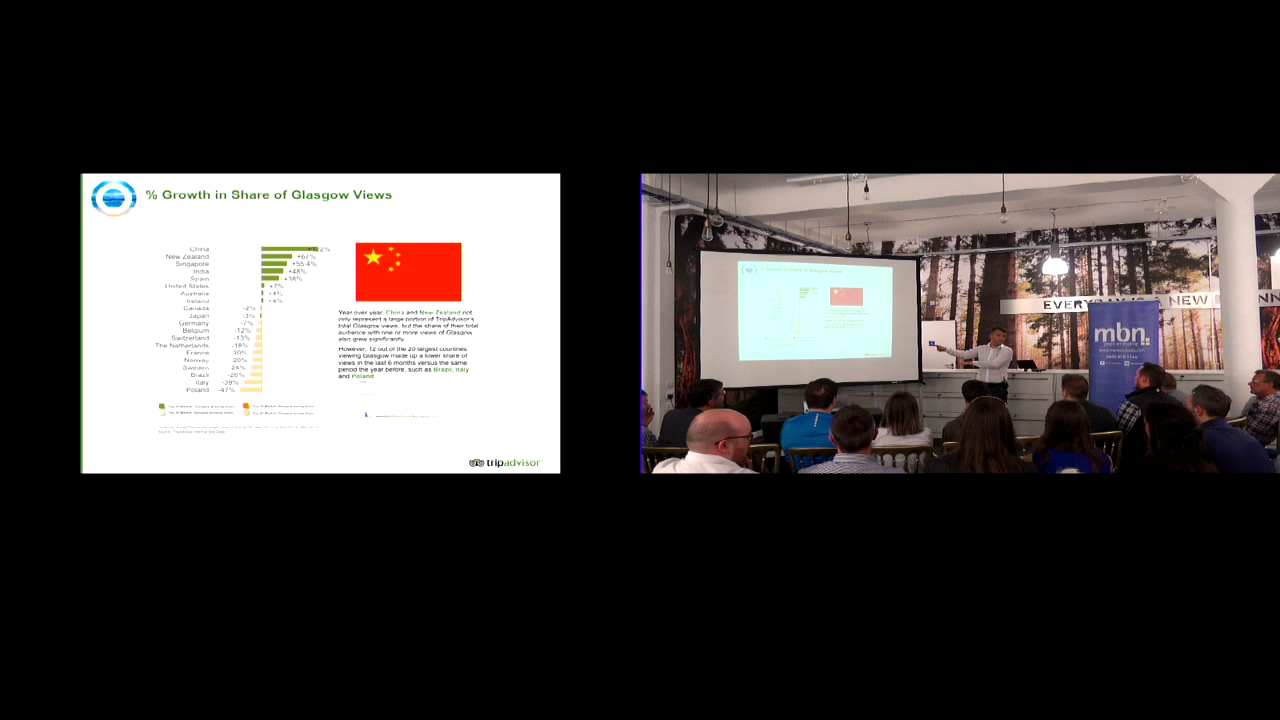 % Growth in Share of Glasgow Views
China
New Zealand +67%
Singapore +55.4%
India +48%
Spain +38%
United States +7%
Australia +4%
Ireland +4%
Canada -2%
Japan -3%
Germany -7%
Belgium -12%
Switzerland -13%
The Netherlands -18%
France -20%
Norway -20%
Sweden -24%
Brazil -26%
Italy -39%
Poland -47%
Year over year, China and New Zealand not
only represent a large portion of TripAdvisor's
total Glasgow views, but the share of their total
audience with one or more views of Glasgow
also grew significantly.
However, 12 out of the 20 largest countries
viewing Glasgow made up a lower share of
views in the last 6 months versus the same
period the year before, such as Brazil, Italy
and Poland
tripadvisor
% Growth in Share of Glasgow Views
NEW
mbn